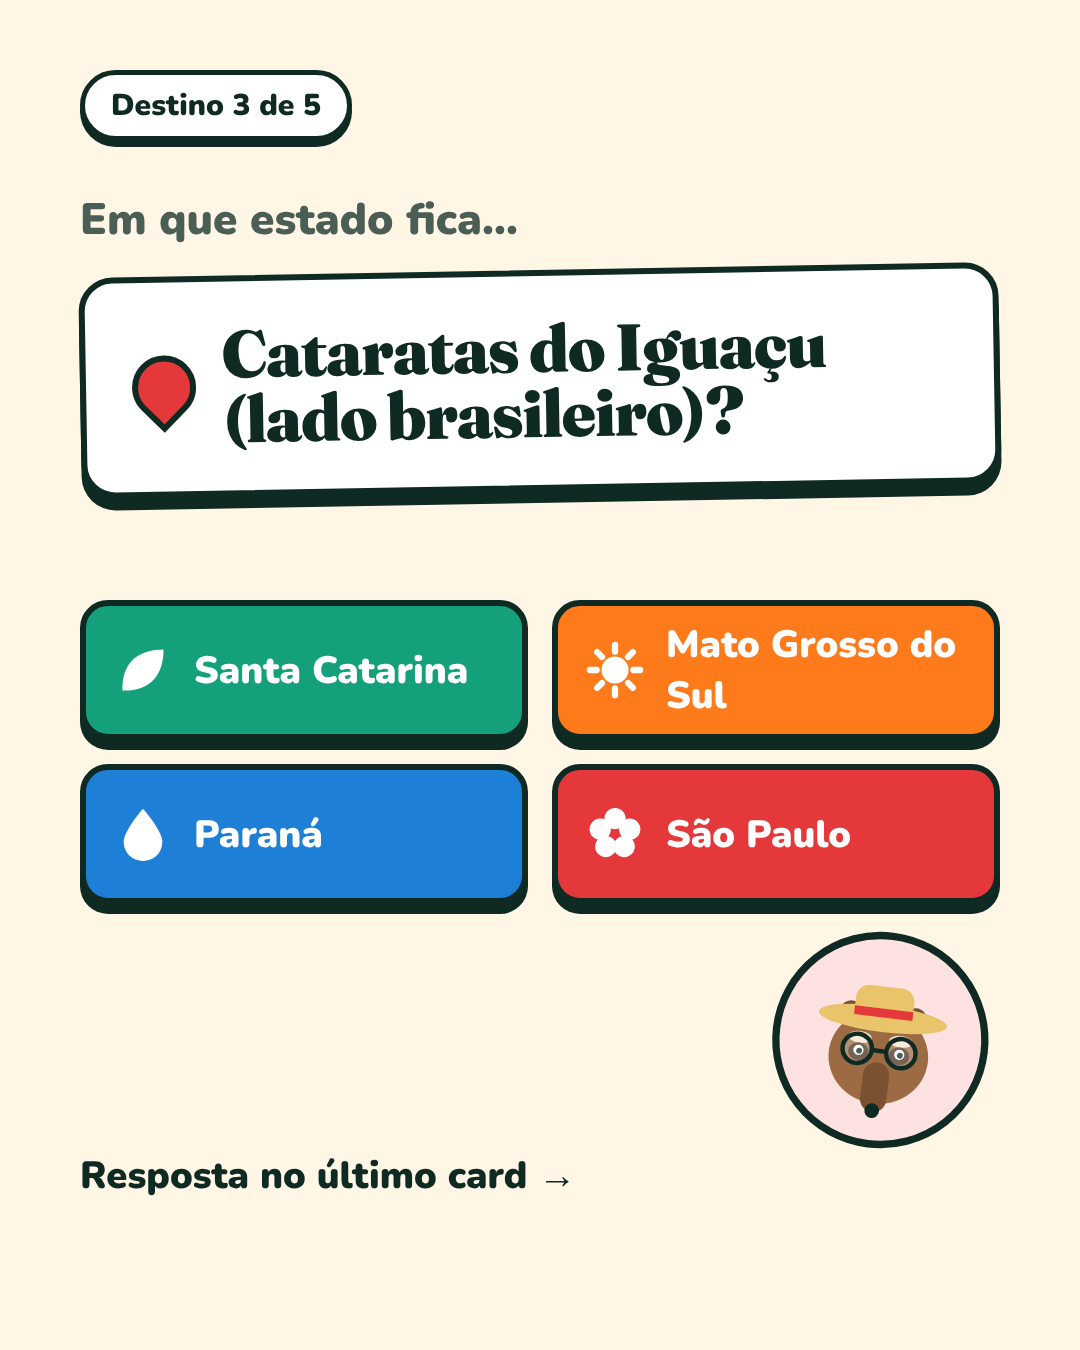 Destino 3 de 5
Em que estado fica...
Cataratas do Iguaçu
(lado brasileiro)?
Santa Catarina
Mato Grosso do
Sul
Paraná
São Paulo
Resposta no último card →